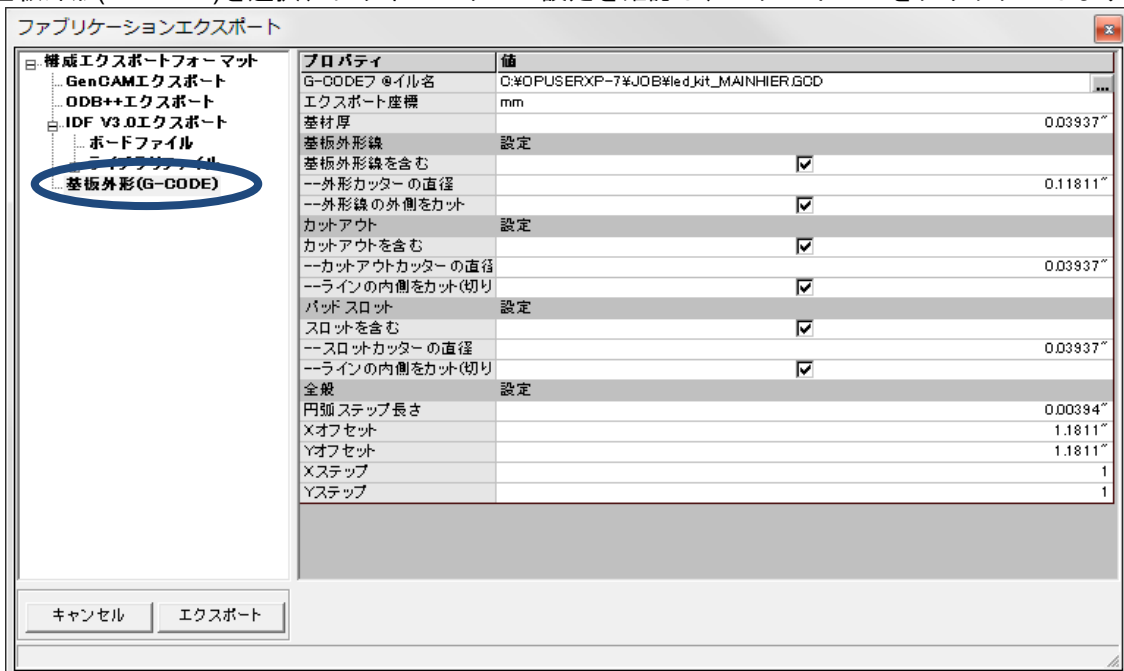 ファブリケーションエクスポート
構成エクスポートフォーマット
GenCAMエクスポート
ODB++エクスポート
IDF V3.0エクスポート
ボードファイル
基板外形(G-CODE)
プロパティ 値
G-CODEフ@イル名 C:¥OPUSERXP-7¥JOB¥led_kit_MAINHIER.GCD ...
エクスポート座標 mm
基材厚 0.03937"
基板外形線 設定
基板外形線を含む
--外形カッターの直径 0.11811"
--外形線の外側をカット
カットアウト 設定
カットアウトを含む
--カットアウトカッターの直径 0.03937"
--ラインの内側をカット(切り
パッド スロット 設定
スロットを含む
--スロットカッターの直径 0.03937"
--ラインの内側をカット(切り
全般 設定
円弧ステップ長さ 0.00394"
Xオフセット 1.1811"
Yオフセット 1.1811"
Xステップ 1
Yステップ 1
キャンセル エクスポート